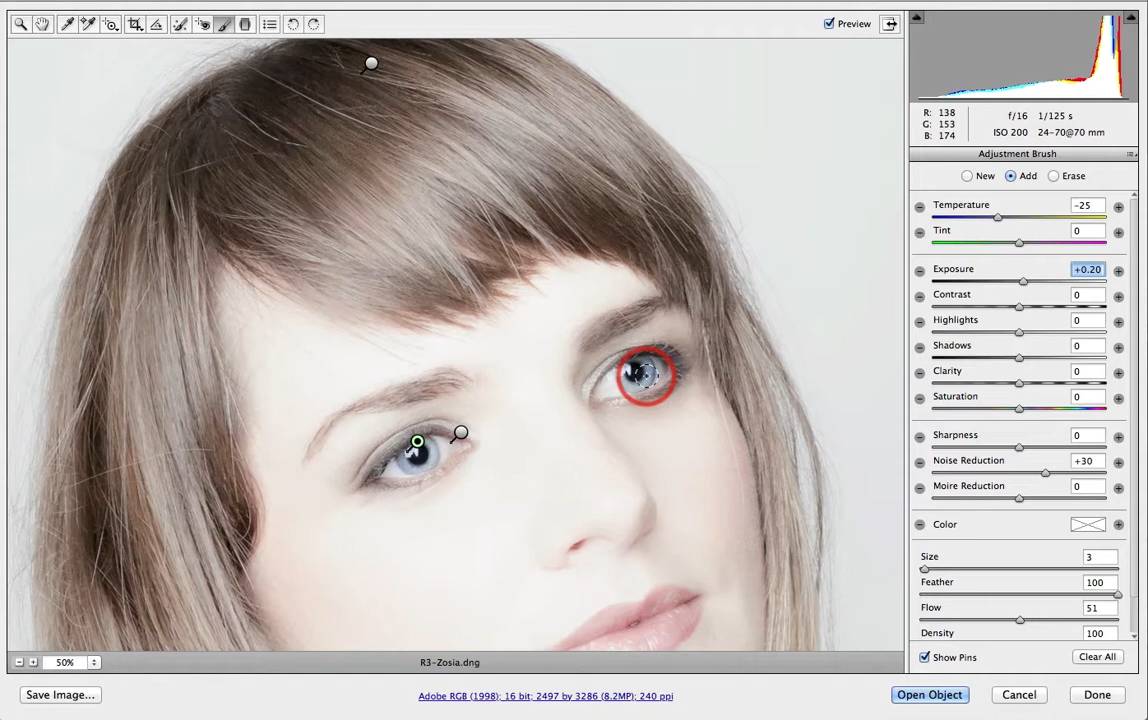 Preview
R: 138
G: 153
B: 174
f/16 1/125 s
ISO 200 24-70@70 mm
Adjustment Brush
New Add Erase
Temperature -25
Tint 0
Exposure +0.20
Contrast 0
Highlights 0
Shadows 0
Clarity 0
Saturation 0
Sharpness 0
Noise Reduction +30
Moire Reduction 0
Color
Size 3
Feather 100
Flow 51
Density 100
Show Pins Clear All
50% R3-Zosia.dng
Save Image... Adobe RGB (1998); 16 bit; 2497 by 3286 (8.2MP); 240 ppi Open Object Cancel Done